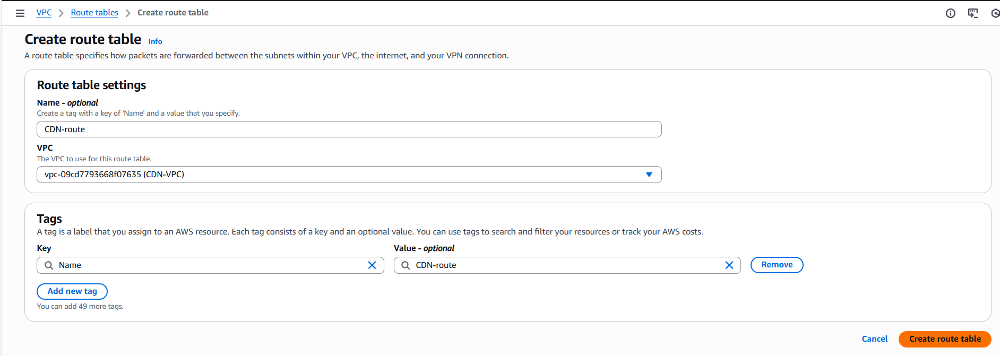 VPC > Route tables > Create route table
Create route table Info
A route table specifies how packets are forwarded between the subnets within your VPC, the internet, and your VPN connection.
Route table settings
Name - optional
Create a tag with a key of 'Name' and a value that you specify.
CDN-route
VPC
The VPC to use for this route table.
vpc-09cd7793668f07635 (CDN-VPC)
Tags
A tag is a label that you assign to an AWS resource. Each tag consists of a key and an optional value. You can use tags to search and filter your resources or track your AWS costs.
Key Value - optional
Name CDN-route Remove
Add new tag
You can add 49 more tags.
Cancel Create route table